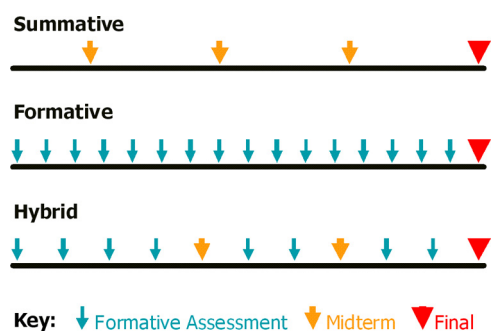 Summative
Formative
Hybrid
Key: Formative Assessment Midterm Final